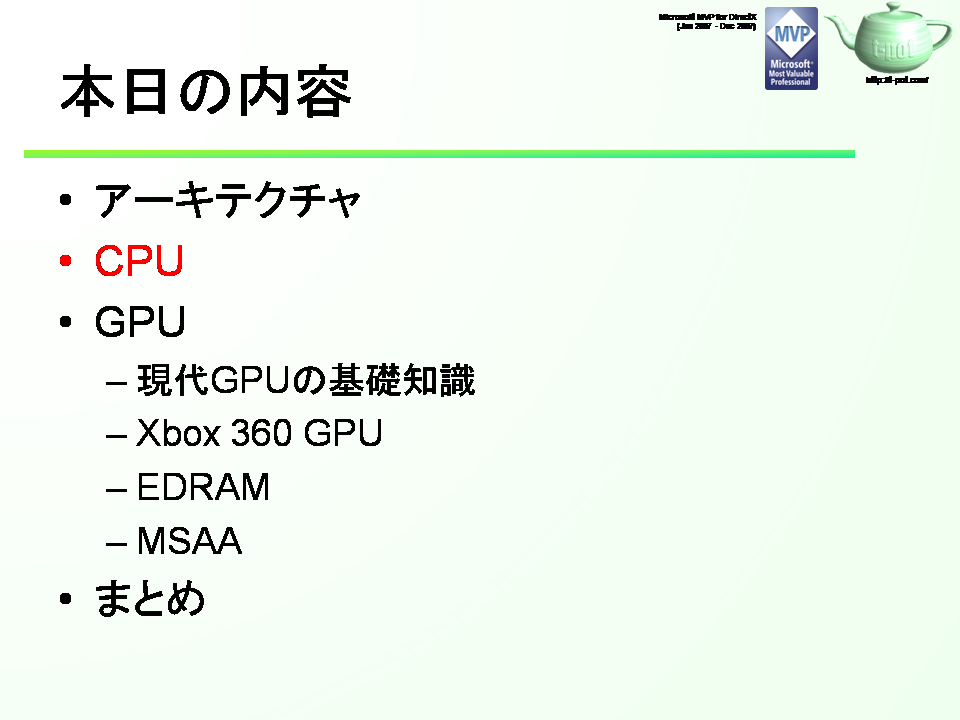 Microsoft MVP for DirectX
(Jan 2007 - Dec 2007)
MVP
Microsoft®
Most Valuable
Professional
t-pot
http://t-pot.com/
本日の内容
• アーキテクチャ
• CPU
• GPU
– 現代GPUの基礎知識
– Xbox 360 GPU
– EDRAM
– MSAA
• まとめ